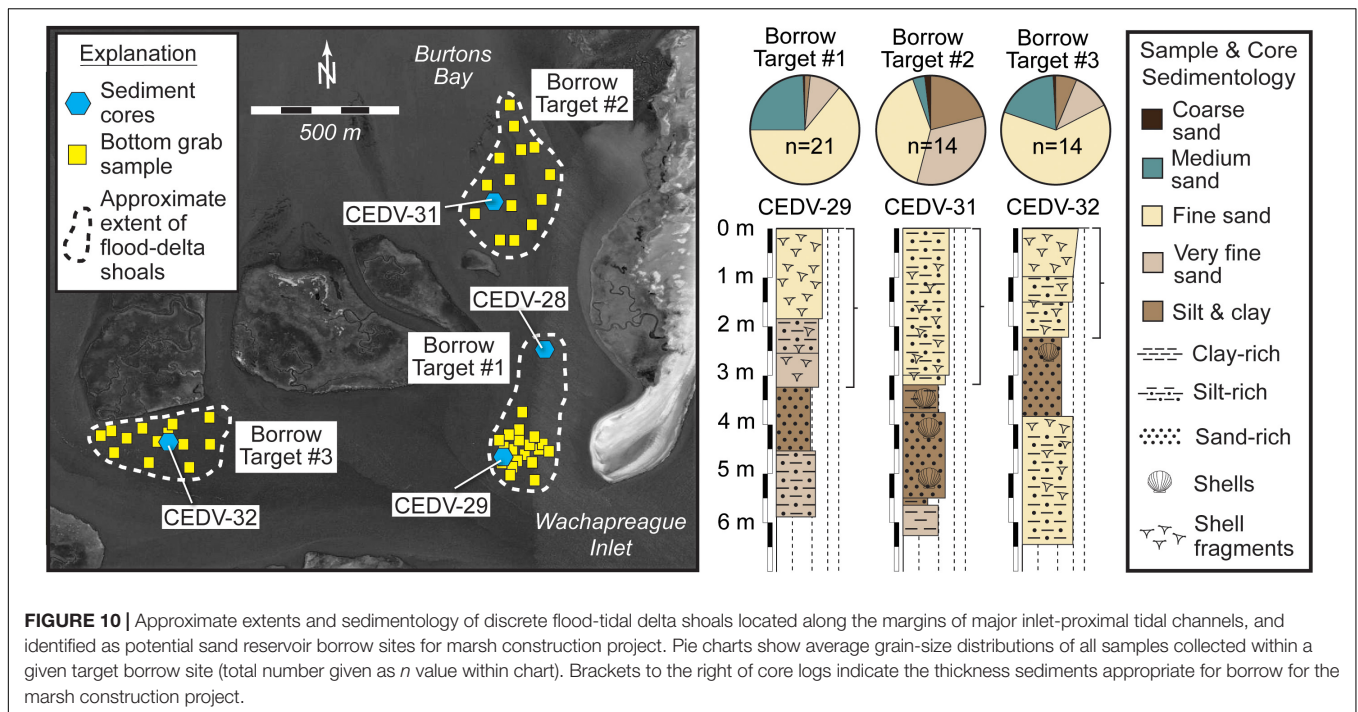 Explanation
Sediment
cores
Bottom grab
sample
Approximate
extent of
flood-delta
shoals
N
500 m
Burtons
Bay
Borrow
Target #2
CEDV-31
CEDV-28
Borrow
Target #1
Borrow
Target #3
CEDV-32
CEDV-29
Wachapreague
Inlet
Borrow
Target #1
n=21
Borrow
Target #2
n=14
Borrow
Target #3
n=14
CEDV-29
CEDV-31
CEDV-32
0 m
1 m
2 m
3 m
4 m
5 m
6 m
Sample & Core
Sedimentology
Coarse
sand
Medium
sand
Fine sand
Very fine
sand
Silt & clay
Clay-rich
Silt-rich
Sand-rich
Shells
Shell
fragments
FIGURE 10 | Approximate extents and sedimentology of discrete flood-tidal delta shoals located along the margins of major inlet-proximal tidal channels, and
identified as potential sand reservoir borrow sites for marsh construction project. Pie charts show average grain-size distributions of all samples collected within a
given target borrow site (total number given as n value within chart). Brackets to the right of core logs indicate the thickness sediments appropriate for borrow for the
marsh construction project.